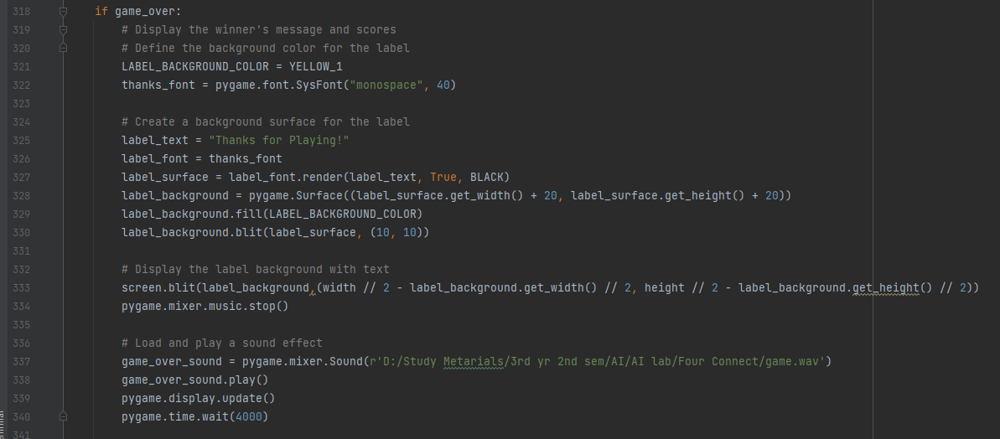 318 if game_over:
319 # Display the winner's message and scores
320 # Define the background color for the label
321 LABEL_BACKGROUND_COLOR = YELLOW_1
322 thanks_font = pygame.font.SysFont("monospace", 40)
323
324 # Create a background surface for the label
325 label_text = "Thanks for Playing!"
326 label_font = thanks_font
327 label_surface = label_font.render(label_text, True, BLACK)
328 label_background = pygame.Surface((label_surface.get_width() + 20, label_surface.get_height() + 20))
329 label_background.fill(LABEL_BACKGROUND_COLOR)
330 label_background.blit(label_surface, (10, 10))
331
332 # Display the label background with text
333 screen.blit(label_background,(width // 2 - label_background.get_width() // 2, height // 2 - label_background.get_height() // 2))
334 pygame.mixer.music.stop()
335
336 # Load and play a sound effect
337 game_over_sound = pygame.mixer.Sound(r'D:/Study Metarials/3rd yr 2nd sem/AI/AI lab/Four Connect/game.wav')
338 game_over_sound.play()
339 pygame.display.update()
340 pygame.time.wait(4000)
341